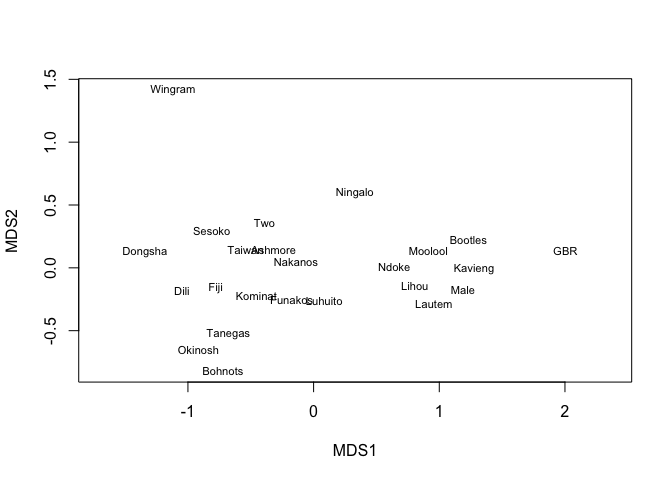 1.5
Wingram
1.0
Ningalo
0.5
Two
Sesoko
Bootles
Dongsha
Taiwan
Ashmore
Moolool
GBR
MDS2
Nakanos
0.0
Ndoke
Kavieng
Fiji
Lihou
Dili
Male
Kominat
Funakos
Luhuito
Lautem
-0.5
Tanegas
Okinosh
Bohnots
-1
0
1
2
MDS1